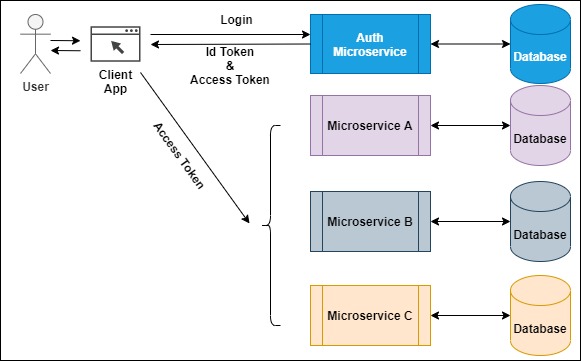 User
Client
App
Login
Id Token
&
Access Token
Access Token
Auth
Microservice
Database
Microservice A
Database
Microservice B
Database
Microservice C
Database